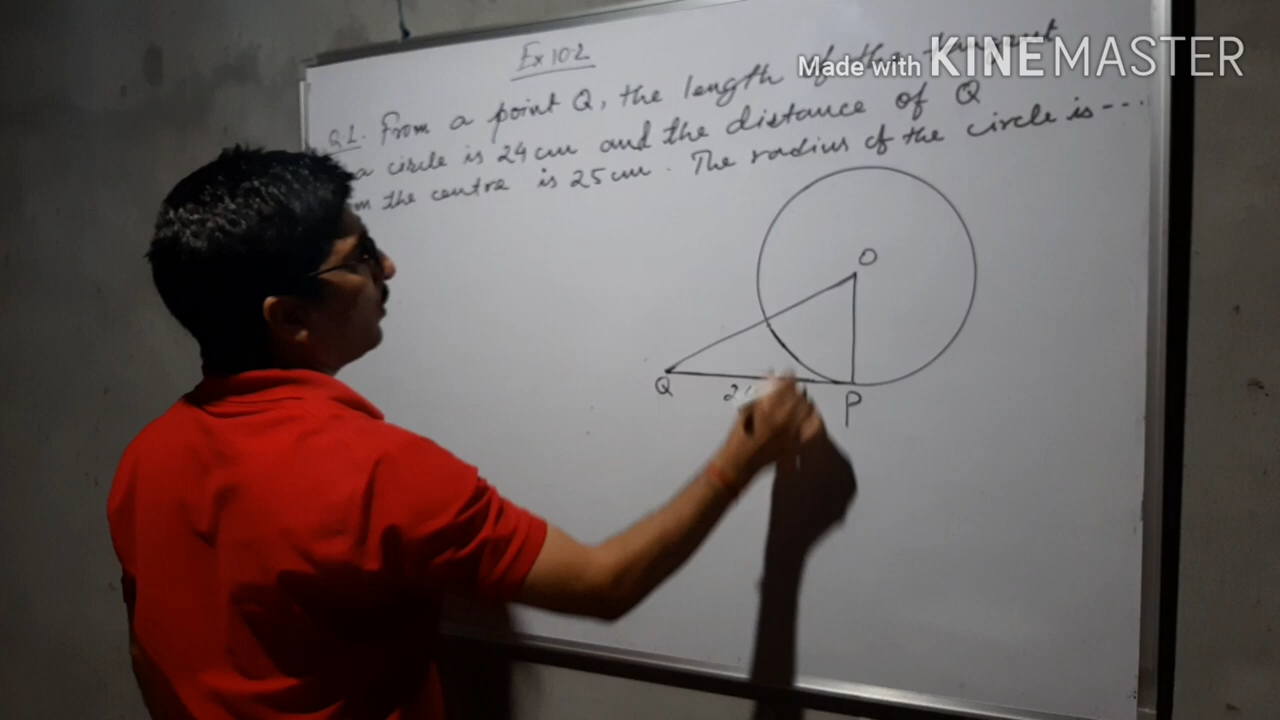 Ex 10.2
Made with KINEMASTER
Q.1. From a point Q, the length of the tangent
a circle is 24 cm and the distance of Q
the centre is 25 cm. The radius of the circle is ---
O
Q
P